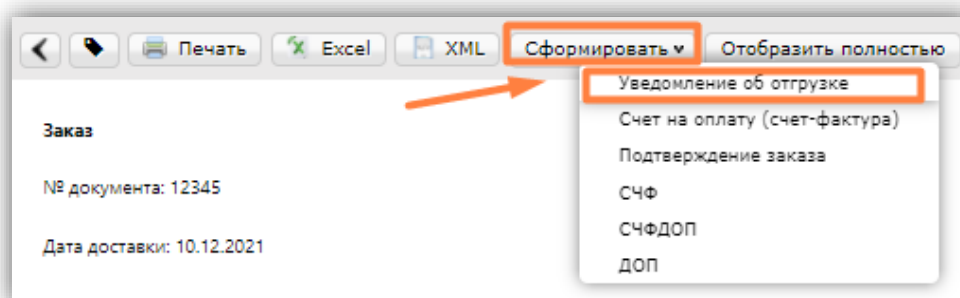 Печать Excel XML Сформировать Отобразить полностью
Уведомление об отгрузке
Счет на оплату (счет-фактура)
Заказ
Подтверждение заказа
№ документа: 12345
СЧФ
СЧФДОП
Дата доставки: 10.12.2021
ДОП